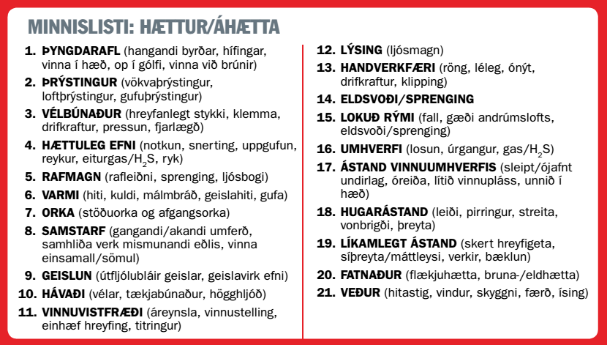 MINNISLISTI: HÆTTUR/ÁHÆTTA
1. ÞYNGDARAFL (hangandi byrðar, hífingar,
vinna í hæð, op í gólfi, vinna við brúnir)
2. ÞRÝSTINGUR (vökvaþrýstingur,
loftþrýstingur, gufuþrýstingur)
3. VÉLBÚNAÐUR (hreyfanlegt stykki, klemma,
drifkraftur, pressun, fjarlægð)
4. HÆTTULEG EFNI (notkun, snerting, uppgufun,
reykur, eiturgas/H₂S, ryk)
5. RAFMAGN (rafleiðni, sprenging, ljósbogi)
6. VARMI (hiti, kuldi, málmbráð, geislahiti, gufa)
7. ORKA (stöðuorka og afgangsorka)
8. SAMSTARF (gangandi/akandi umferð,
samhliða verk mismunandi eðlis, vinna
einsamall/sömul)
9. GEISLUN (útfljólubláir geislar, geislavirk efni)
10. HÁVAÐI (vélar, tækjabúnaður, högghljóð)
11. VINNUVISTFRÆÐI (áreynsla, vinnustelling,
einhæf hreyfing, titringur)
12. LÝSING (ljósmagn)
13. HANDVERKFÆRI (röng, léleg, ónýt,
drifkraftur, klipping)
14. ELDSVOÐI/SPRENGING
15. LOKUÐ RÝMI (fall, gæði andrúmslofts,
eldsvoði/sprenging)
16. UMHVERFI (losun, úrgangur, gas/H₂S)
17. ÁSTAND VINNUUMHVERFIS (sleipt/ójafnt
undirlag, óreiða, lítið vinnupláss, unnið í
hæð)
18. HUGARÁSTAND (leiði, pirringur, streita,
vonbrigði, þreyta)
19. LÍKAMLEGT ÁSTAND (skert hreyfigeta,
síþreyta/máttleysi, verkir, bæklun)
20. FATNAÐUR (flækjuhætta, bruna-/eldhætta)
21. VEÐUR (hitastig, vindur, skyggni, færð, ísing)